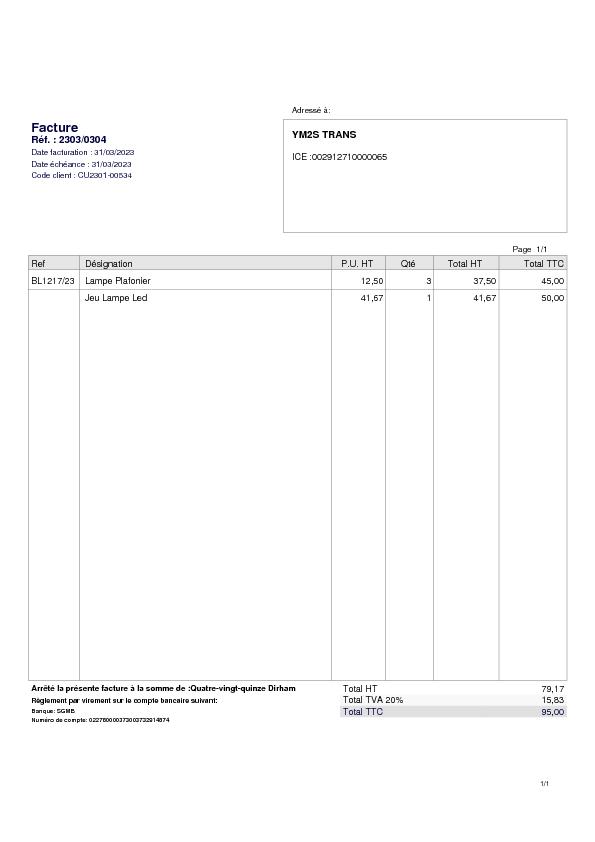 Adressé à:
Facture
Réf. : 2303/0304
Date facturation : 31/03/2023
Date échéance : 31/03/2023
Code client : CU2301-00534
YM2S TRANS
ICE :002912710000065
Page 1/1
Ref Désignation P.U. HT Qté Total HT Total TTC
BL1217/23 Lampe Plafonier 12,50 3 37,50 45,00
Jeu Lampe Led 41,67 1 41,67 50,00
Arrêté la présente facture à la somme de :Quatre-vingt-quinze Dirham
Règlement par virement sur le compte bancaire suivant:
Banque: SGMB
Numéro de compte:
Total HT 79,17
Total TVA 20% 15,83
Total TTC 95,00
1/1